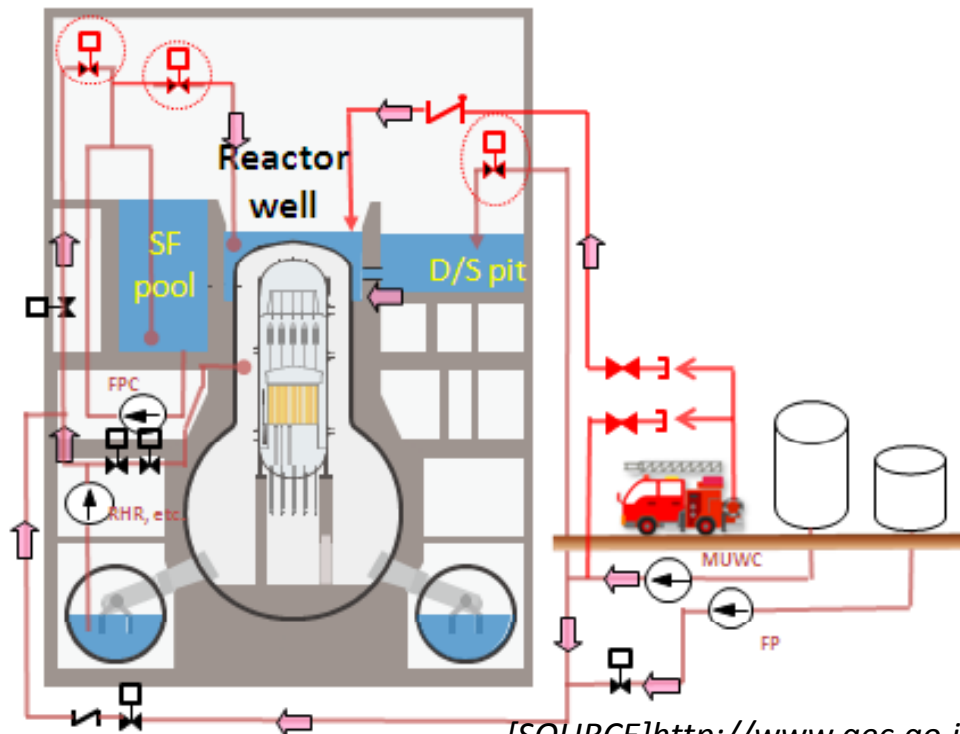 Reactor
well
SF
pool
D/S pit
FPC
RHR, etc.
MUWC
FP
[SOURCE]http://www.aec.go.j